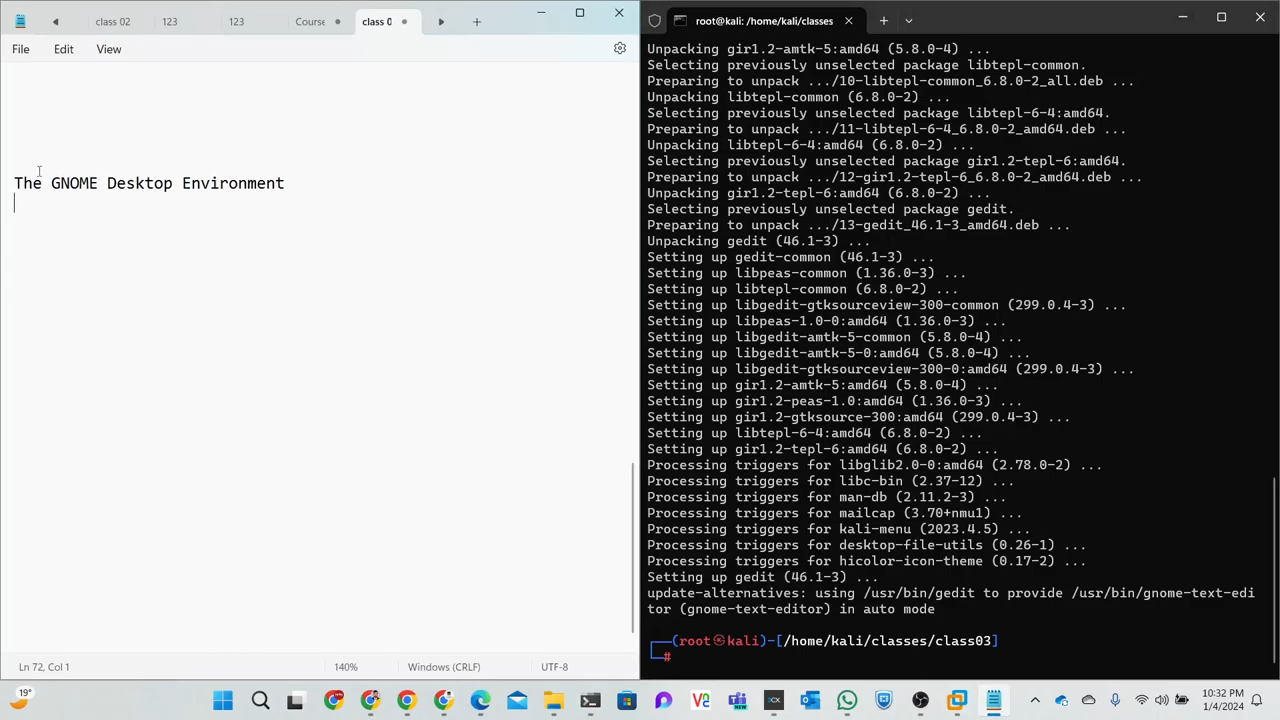 class 02
123
123
Course
class 0
File
Edit
View
The GNOME Desktop Environment
Ln 72, Col 1
140%
Windows (CRLF)
UTF-8
root@kali: /home/kali/classes
Unpacking gir1.2-amtk-5:amd64 (5.8.0-4) ...
Selecting previously unselected package libtepl-common.
Preparing to unpack .../10-libtepl-common_6.8.0-2_all.deb ...
Unpacking libtepl-common (6.8.0-2) ...
Selecting previously unselected package libtepl-6-4:amd64.
Preparing to unpack .../11-libtepl-6-4_6.8.0-2_amd64.deb ...
Unpacking libtepl-6-4:amd64 (6.8.0-2) ...
Selecting previously unselected package gir1.2-tepl-6:amd64.
Preparing to unpack .../12-gir1.2-tepl-6_6.8.0-2_amd64.deb ...
Unpacking gir1.2-tepl-6:amd64 (6.8.0-2) ...
Selecting previously unselected package gedit.
Preparing to unpack .../13-gedit_46.1-3_amd64.deb ...
Unpacking gedit (46.1-3) ...
Setting up gedit-common (46.1-3) ...
Setting up libpeas-common (1.36.0-3) ...
Setting up libtepl-common (6.8.0-2) ...
Setting up libgedit-gtksourceview-300-common (299.0.4-3) ...
Setting up libpeas-1.0-0:amd64 (1.36.0-3) ...
Setting up libgedit-amtk-5-common (5.8.0-4) ...
Setting up libgedit-amtk-5-0:amd64 (5.8.0-4) ...
Setting up libgedit-gtksourceview-300-0:amd64 (299.0.4-3) ...
Setting up gir1.2-amtk-5:amd64 (5.8.0-4) ...
Setting up gir1.2-peas-1.0:amd64 (1.36.0-3) ...
Setting up gir1.2-gtksource-300:amd64 (299.0.4-3) ...
Setting up libtepl-6-4:amd64 (6.8.0-2) ...
Setting up gir1.2-tepl-6:amd64 (6.8.0-2) ...
Processing triggers for libglib2.0-0:amd64 (2.78.0-2) ...
Processing triggers for libc-bin (2.37-12) ...
Processing triggers for man-db (2.11.2-3) ...
Processing triggers for mailcap (3.70+nmu1) ...
Processing triggers for kali-menu (2023.4.5) ...
Processing triggers for desktop-file-utils (0.26-1) ...
Processing triggers for hicolor-icon-theme (0.17-2) ...
Setting up gedit (46.1-3) ...
update-alternatives: using /usr/bin/gedit to provide /usr/bin/gnome-text-edi
tor (gnome-text-editor) in auto mode
┌──(root㉿kali)-[/home/kali/classes/class03]
└─#
19°
10:32 PM
1/4/2024